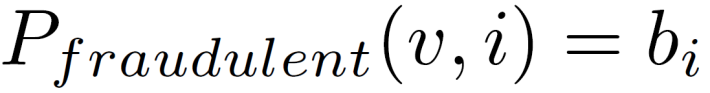 P_{fraudulent}(v, i) = b_i